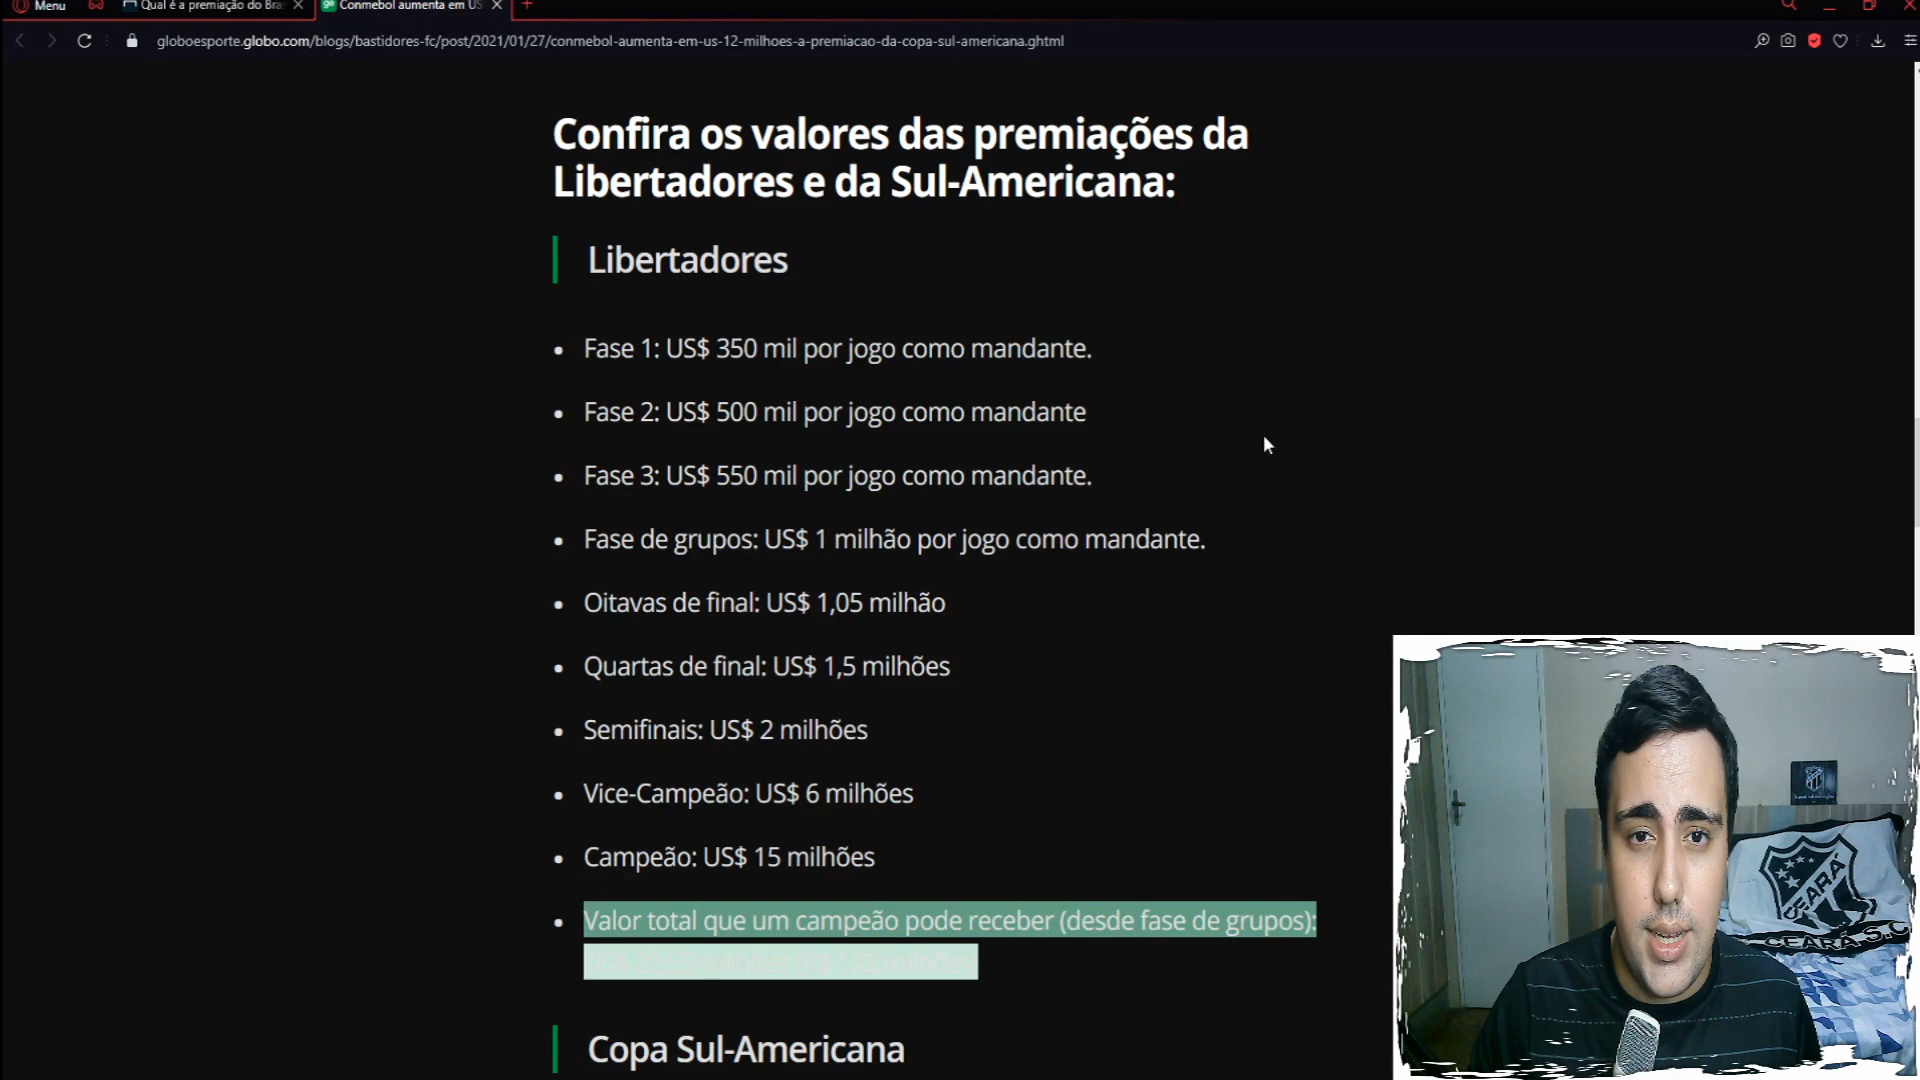 Menu
Qual é a premiação do Bra
Conmebol aumenta em US
globoesporte.globo.com/blogs/bastidores-fc/post/2021/01/27/conmebol-aumenta-em-us-12-milhoes-a-premiacao-da-copa-sul-americana.ghtml
Confira os valores das premiações da
Libertadores e da Sul-Americana:
Libertadores
• Fase 1: US$ 350 mil por jogo como mandante.
• Fase 2: US$ 500 mil por jogo como mandante
• Fase 3: US$ 550 mil por jogo como mandante.
• Fase de grupos: US$ 1 milhão por jogo como mandante.
• Oitavas de final: US$ 1,05 milhão
• Quartas de final: US$ 1,5 milhões
• Semifinais: US$ 2 milhões
• Vice-Campeão: US$ 6 milhões
• Campeão: US$ 15 milhões
• Valor total que um campeão pode receber (desde fase de grupos):
Copa Sul-Americana
CEARÁ
CEARÁ S.C